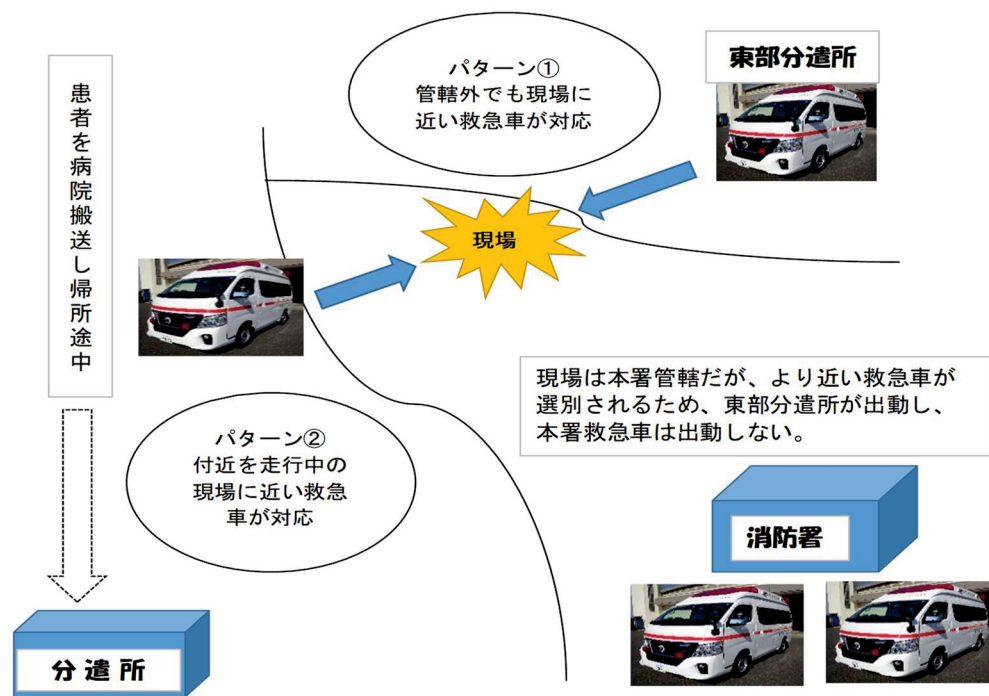 患者を病院搬送し帰所途中
パターン①
管轄外でも現場に
近い救急車が対応
東部分遣所
現場
パターン②
付近を走行中の
現場に近い救急
車が対応
現場は本署管轄だが、より近い救急車が
選別されるため、東部分遣所が出動し、
本署救急車は出動しない。
消防署
分遣所